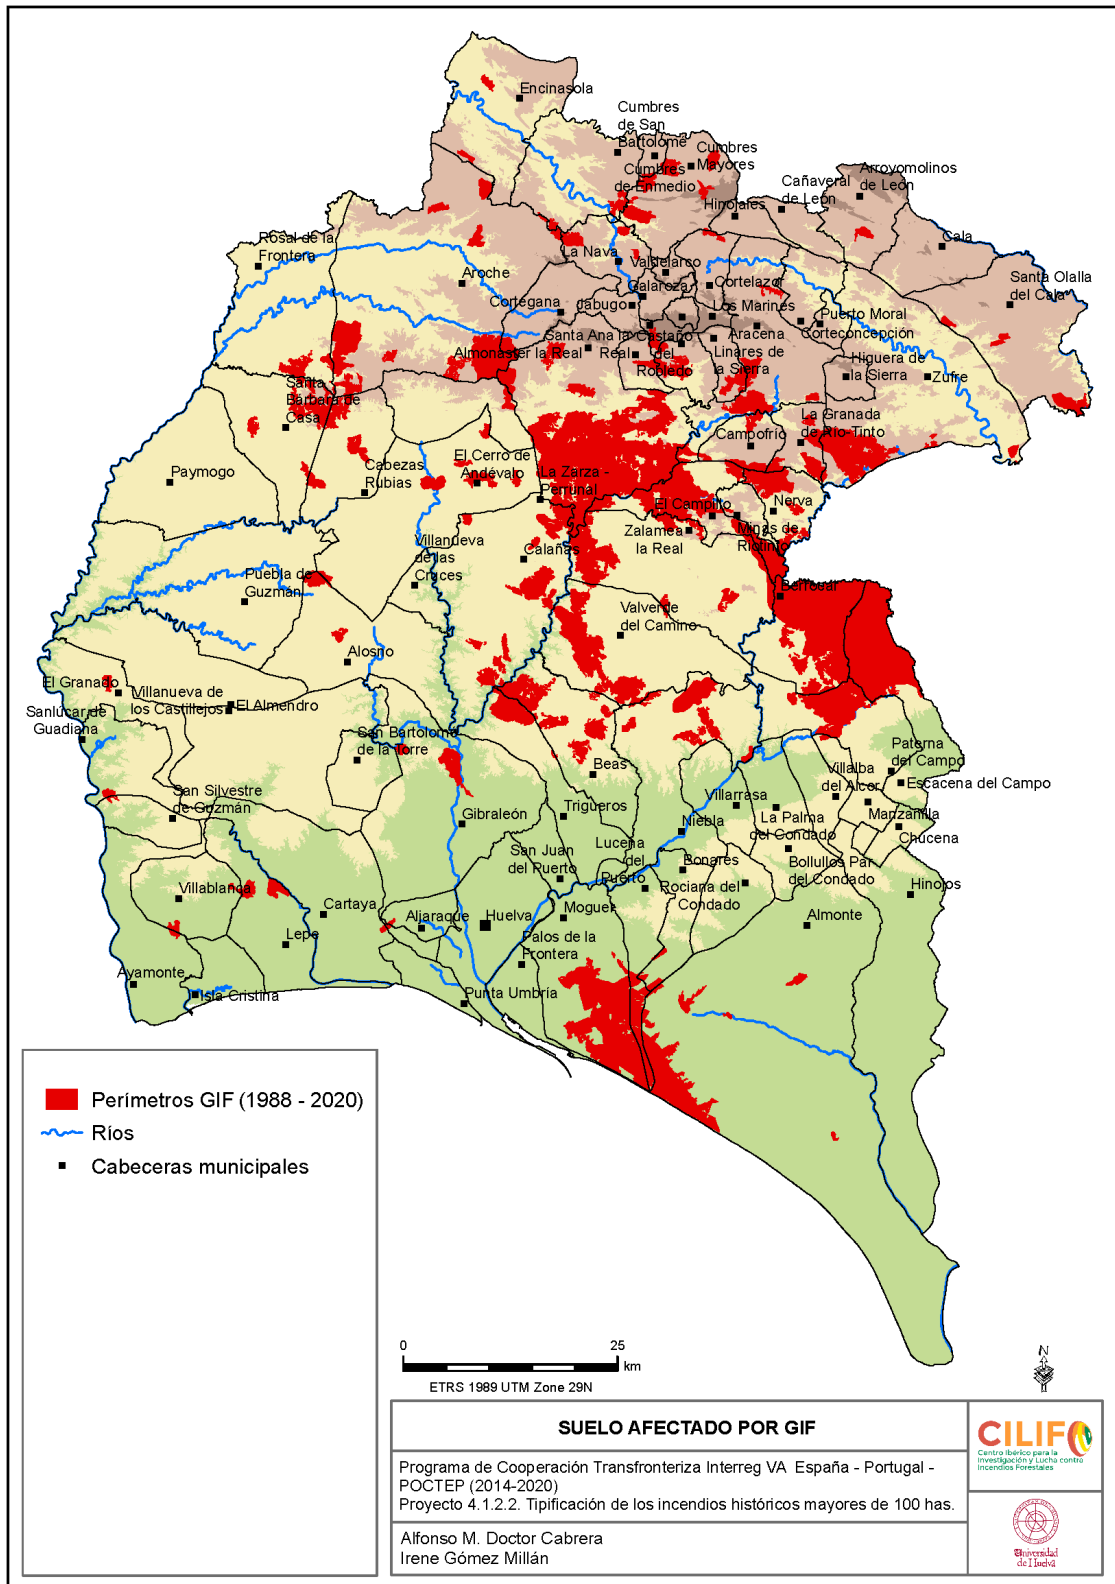 Encinasola
Cumbres
de San
Bartolomé
Cumbres
Mayores
Cumbres
de Enmedio
Arroyomolinos
de León
Cañaveral
de León
Hinojales
Cala
Rosal de la
Frontera
La Nava
Valdelarco
Santa Olalla
del Cala
Aroche
Galaroza
Cortelazor
Cortegana
Jabugo
Los Marines
Puerto Moral
Corteconcepción
Santa Ana la
Real
Castaño
del
Robledo
Aracena
Almonaster la Real
Linares de
la Sierra
Higuera de
la Sierra
Zufre
Santa
Bárbara de
Casa
La Granada
de Río-Tinto
Campofrío
Paymogo
Cabezas
Rubias
El Cerro de
Andévalo
La Zarza -
Perrunal
El Campillo
Nerva
Zalamea
la Real
Minas de
Riotinto
Villanueva
de las
Cruces
Calañas
Puebla de
Guzmán
Berrocal
Valverde
del Camino
Alosno
El Granado
Villanueva de
los Castillejos
El Almendro
Sanlúcar de
Guadiana
San Bartolomé
de la Torre
Paterna
del Campo
Beas
Villalba
del Alcor
Escacena del Campo
San Silvestre
de Guzmán
Gibraleón
Trigueros
Villarrasa
Niebla
La Palma
del Condado
Manzanilla
Chucena
San Juan
del Puerto
Lucena
del
Puerto
Bonares
Bollullos Par
del Condado
Villablanca
Rociana del
Condado
Hinojos
Cartaya
Aljaraque
Huelva
Moguer
Almonte
Lepe
Palos de la
Frontera
Ayamonte
Isla Cristina
Punta Umbría
Perímetros GIF (1988 - 2020)
Ríos
Cabeceras municipales
0 25
km
ETRS 1989 UTM Zone 29N
N
SUELO AFECTADO POR GIF
Programa de Cooperación Transfronteriza Interreg VA España - Portugal -
POCTEP (2014-2020)
Proyecto 4.1.2.2. Tipificación de los incendios históricos mayores de 100 has.
Alfonso M. Doctor Cabrera
Irene Gómez Millán
CILIFO
Centro Ibérico para la
Investigación y Lucha contra
Incendios Forestales
Universidad
de Huelva